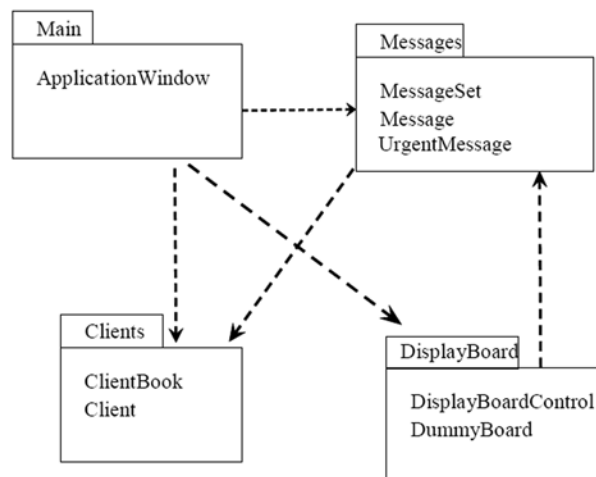 Main
ApplicationWindow
Messages
MessageSet
Message
UrgentMessage
Clients
ClientBook
Client
DisplayBoard
DisplayBoardControl
DummyBoard